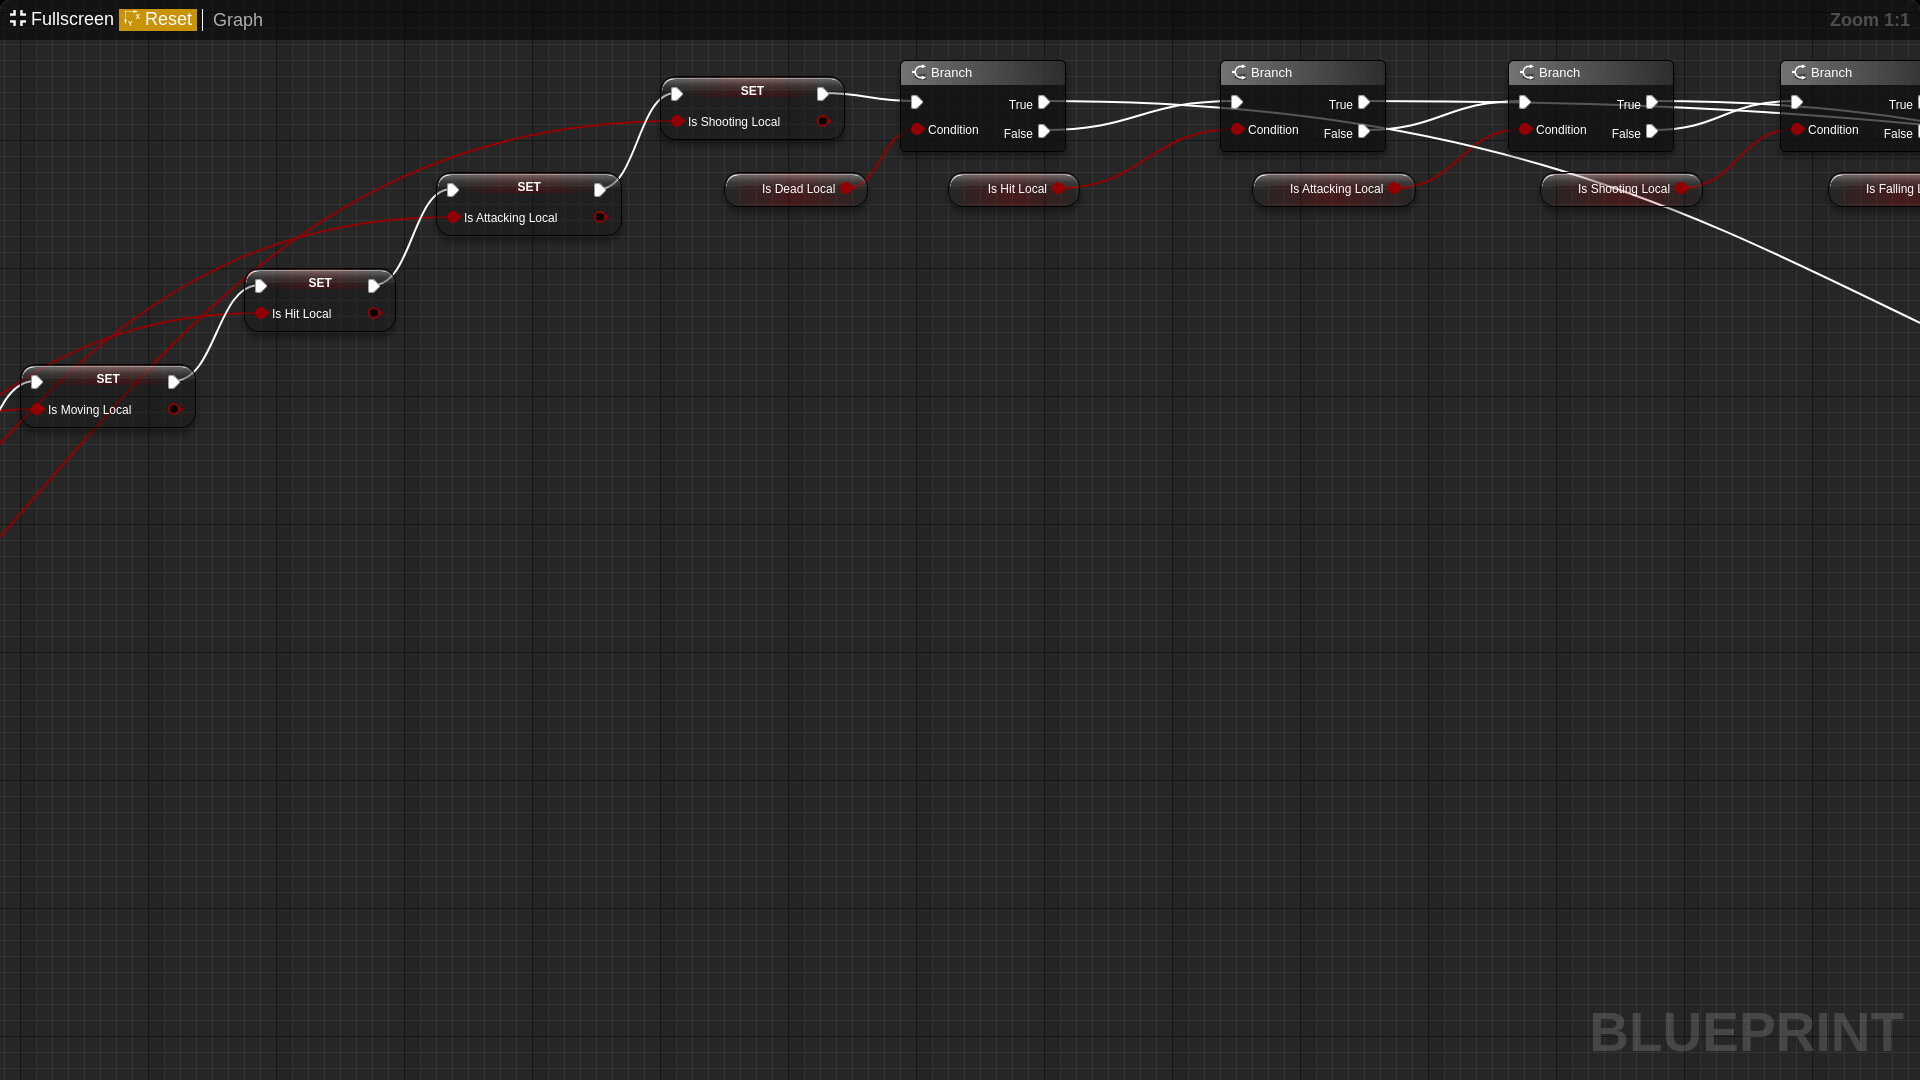 Fullscreen Reset Graph Zoom 1:1
SET
Is Shooting Local
Branch
True
Condition
False
Branch
True
Condition
False
Branch
True
Condition
False
Branch
True
Condition
False
SET
Is Attacking Local
Is Dead Local
Is Hit Local
Is Attacking Local
Is Shooting Local
Is Falling L
SET
Is Hit Local
SET
Is Moving Local
BLUEPRINT